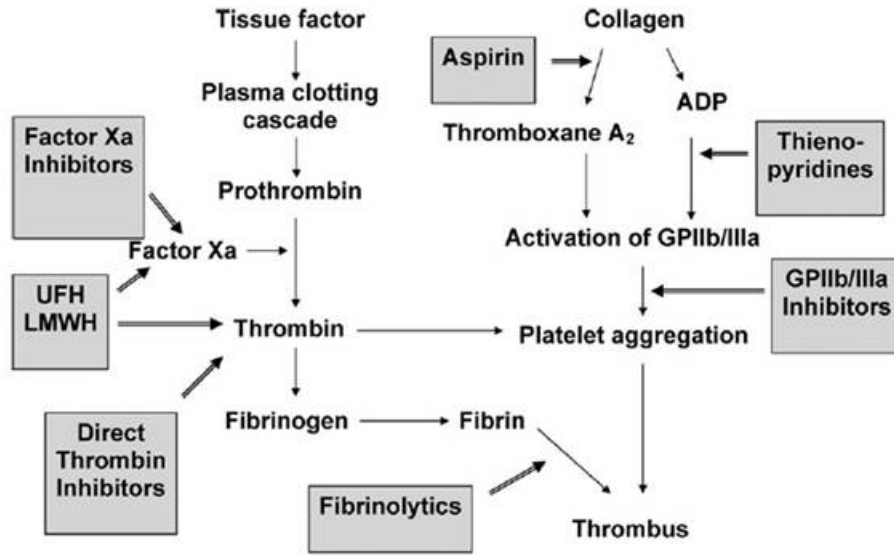 Tissue factor
Collagen
Aspirin
Plasma clotting
cascade
ADP
Thromboxane A2
Factor Xa
Inhibitors
Thieno-
pyridines
Prothrombin
Activation of GPIIb/IIIa
Factor Xa
UFH
LMWH
GPIIb/IIIa
Inhibitors
Thrombin
Platelet aggregation
Fibrinogen
Fibrin
Direct
Thrombin
Inhibitors
Fibrinolytics
Thrombus